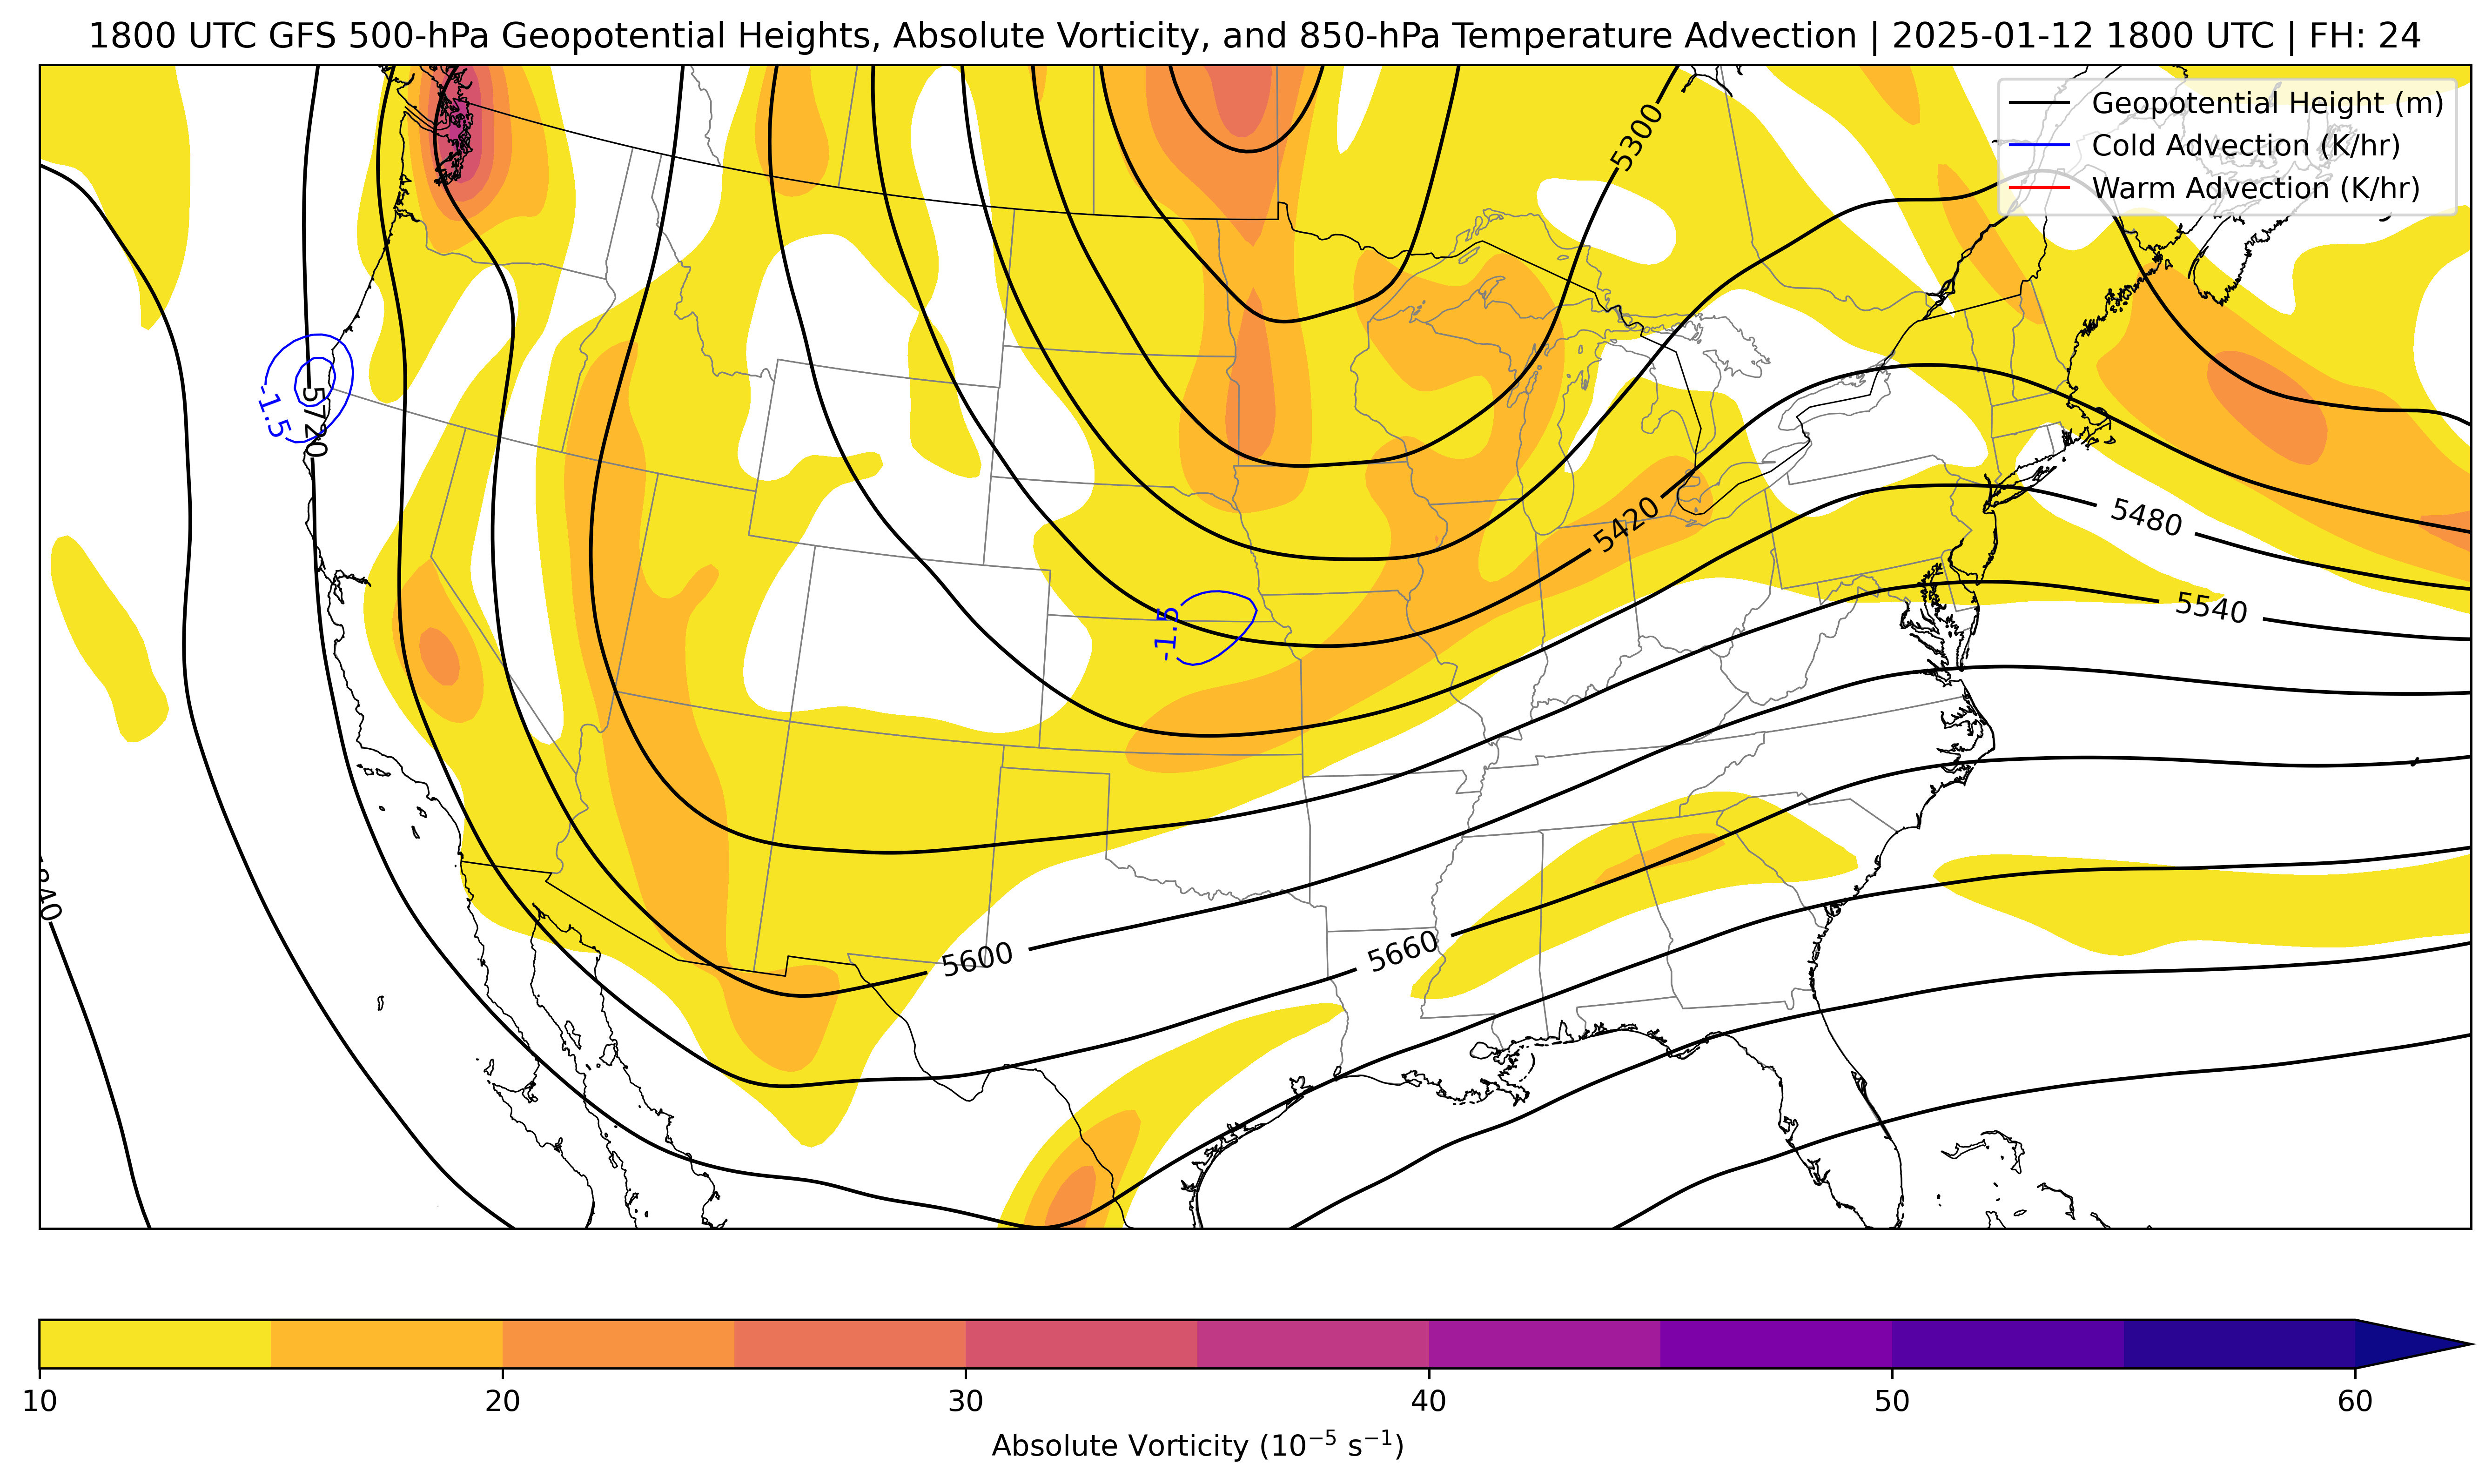 1800 UTC GFS 500-hPa Geopotential Heights, Absolute Vorticity, and 850-hPa Temperature Advection | 2025-01-12 1800 UTC | FH: 24
Geopotential Height (m)
Cold Advection (K/hr)
Warm Advection (K/hr)
5300
-1.5
5720
5420
5480
5540
-1.5
840
5600
5660
10 20 30 40 50 60
Absolute Vorticity (10⁻⁵ s⁻¹)